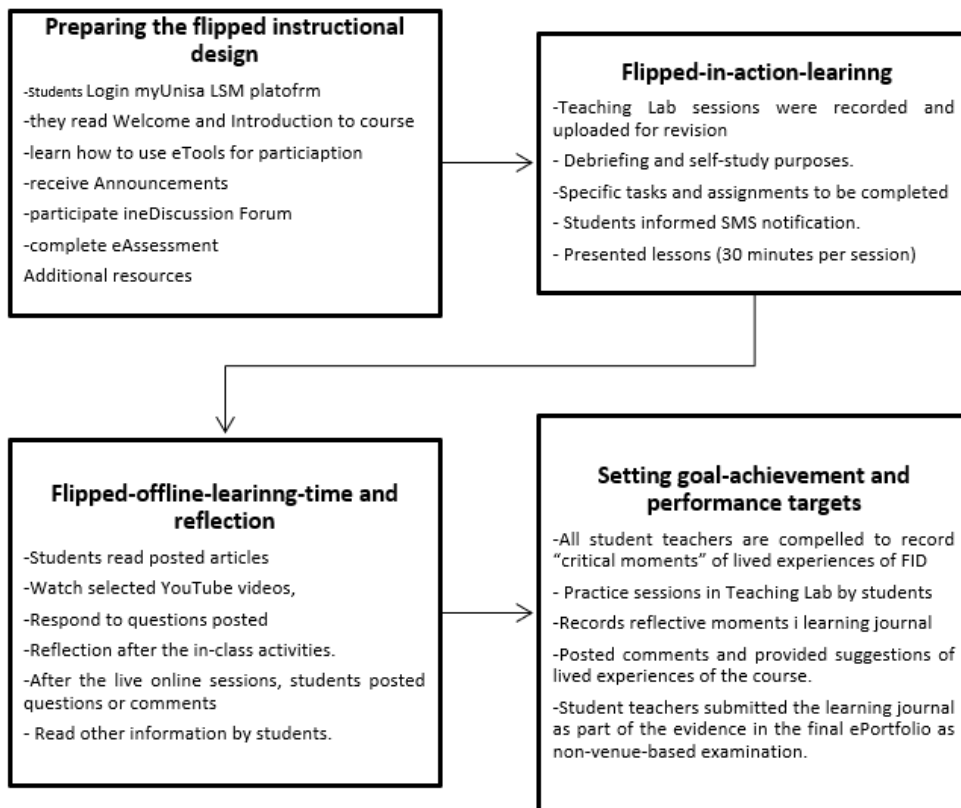 Preparing the flipped instructional
design
-Students Login myUnisa LSM platofrm
-they read Welcome and Introduction to course
-learn how to use eTools for particiaption
-receive Announcements
-participate ineDiscussion Forum
-complete eAssessment
Additional resources
Flipped-in-action-learinng
-Teaching Lab sessions were recorded and
uploaded for revision
- Debriefing and self-study purposes.
-Specific tasks and assignments to be completed
- Students informed SMS notification.
- Presented lessons (30 minutes per session)
Flipped-offline-learinng-time and
reflection
-Students read posted articles
-Watch selected YouTube videos,
-Respond to questions posted
-Reflection after the in-class activities.
-After the live online sessions, students posted
questions or comments
- Read other information by students.
Setting goal-achievement and
performance targets
-All student teachers are compelled to record
“critical moments” of lived experiences of FID
- Practice sessions in Teaching Lab by students
-Records reflective moments i learning journal
-Posted comments and provided suggestions of
lived experiences of the course.
-Student teachers submitted the learning journal
as part of the evidence in the final ePortfolio as
non-venue-based examination.